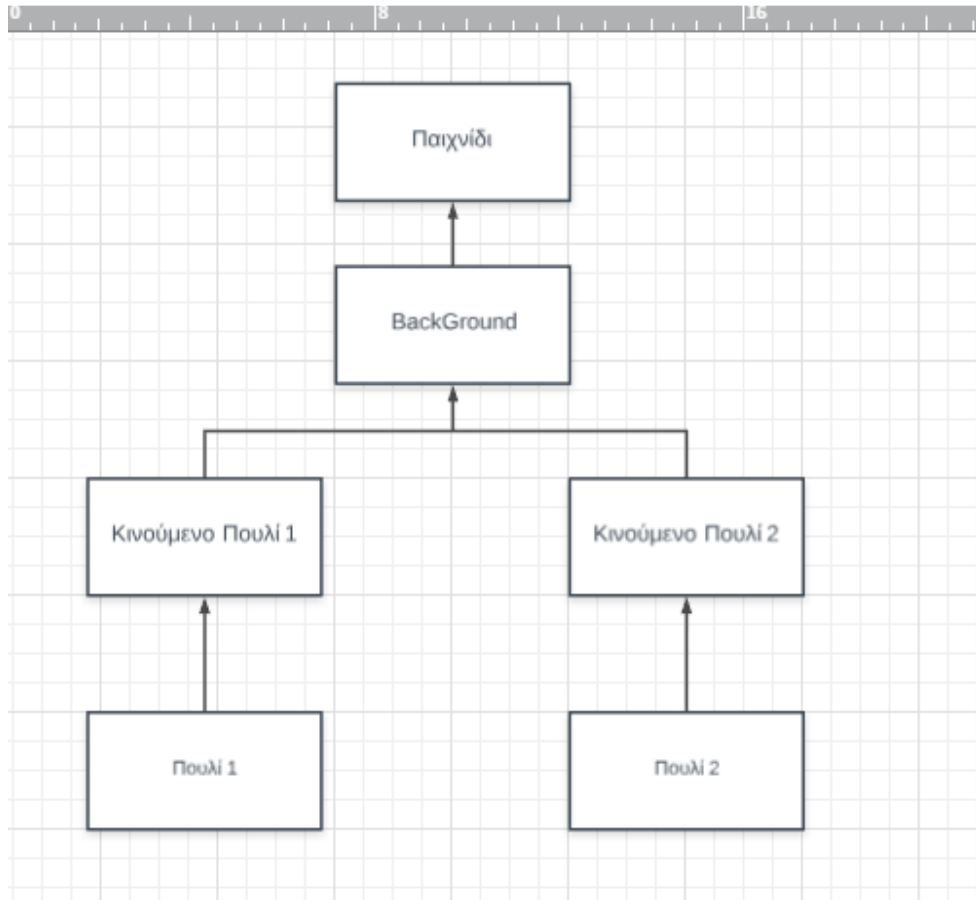 0 8 16
Παιχνίδι
BackGround
Κινούμενο Πουλί 1 Κινούμενο Πουλί 2
Πουλί 1 Πουλί 2